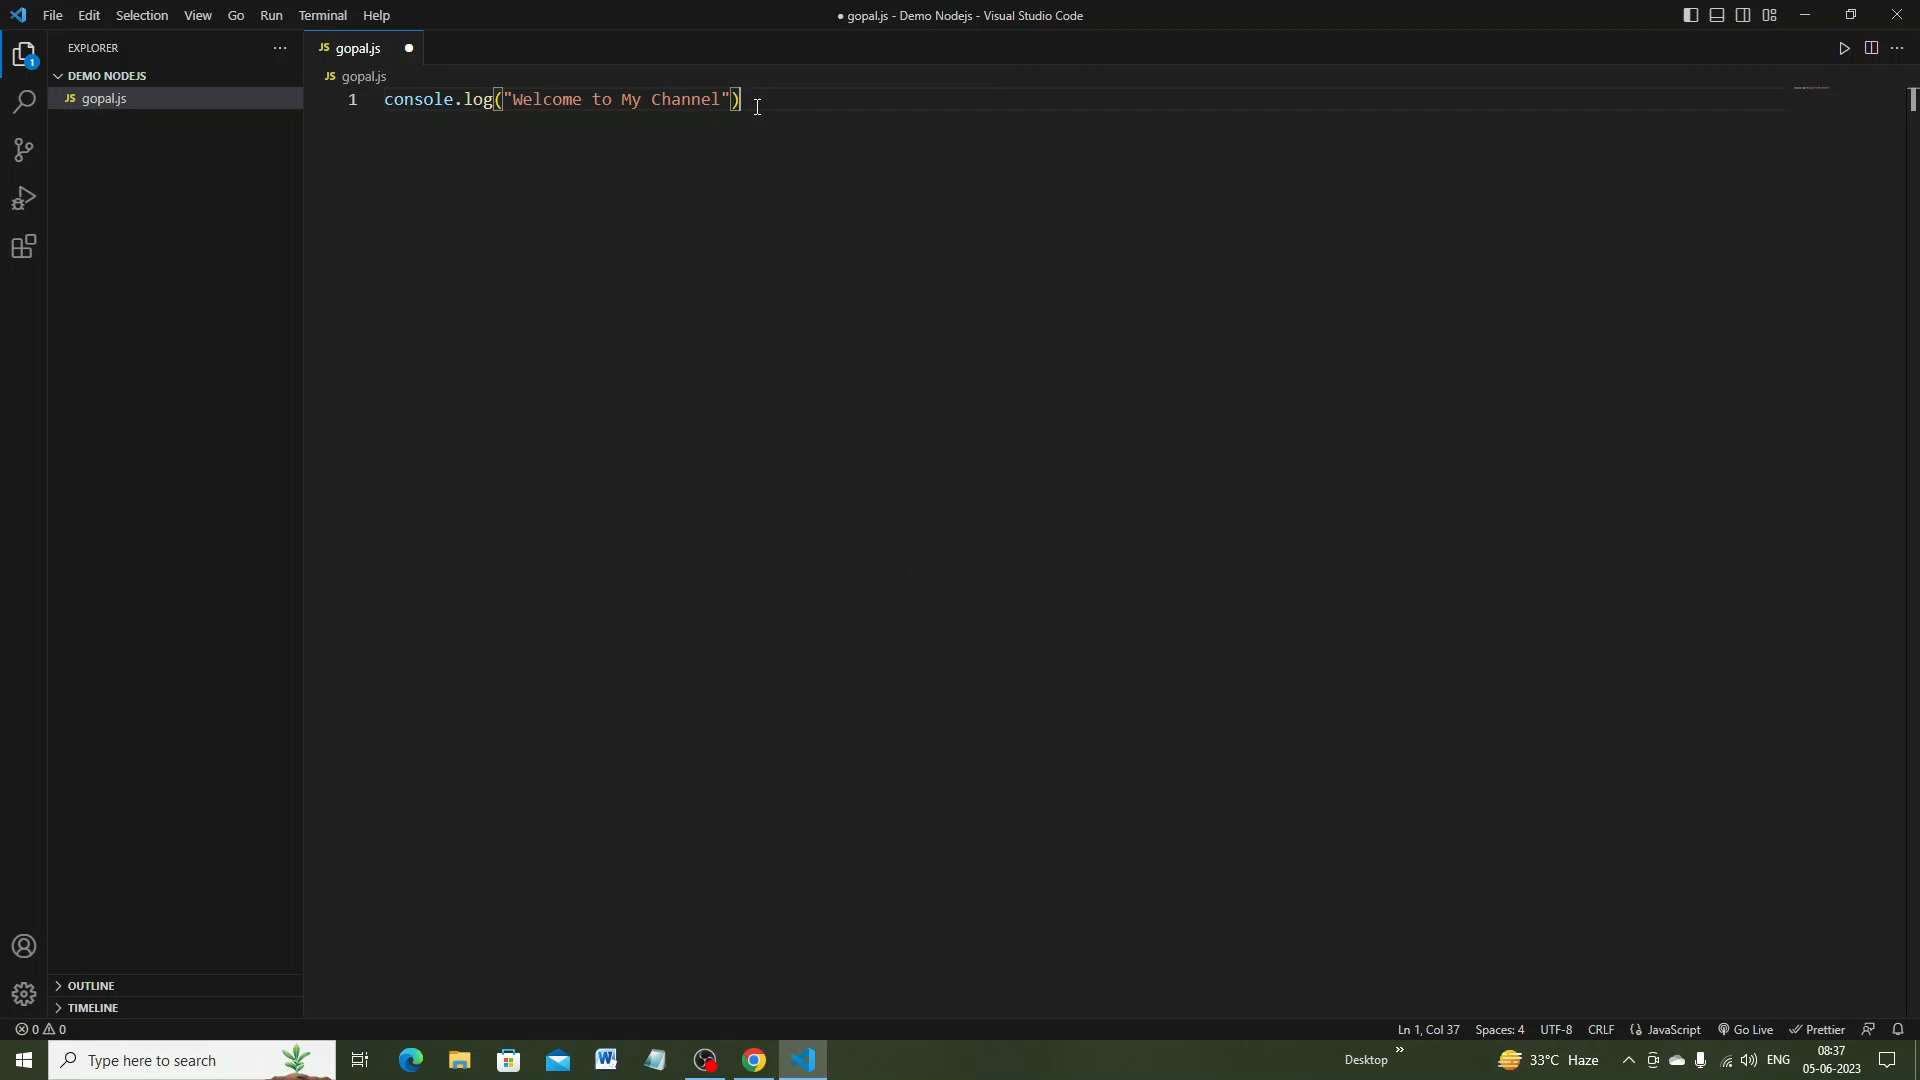 File Edit Selection View Go Run Terminal Help
● gopal.js - Demo Nodejs - Visual Studio Code
EXPLORER
JS gopal.js
DEMO NODEJS
JS gopal.js
JS gopal.js
1 console.log("Welcome to My Channel")
1
OUTLINE
TIMELINE
0 0
Ln 1, Col 37 Spaces: 4 UTF-8 CRLF {} JavaScript Go Live Prettier
Type here to search
Desktop »
33°C Haze
ENG
08:37
05-06-2023